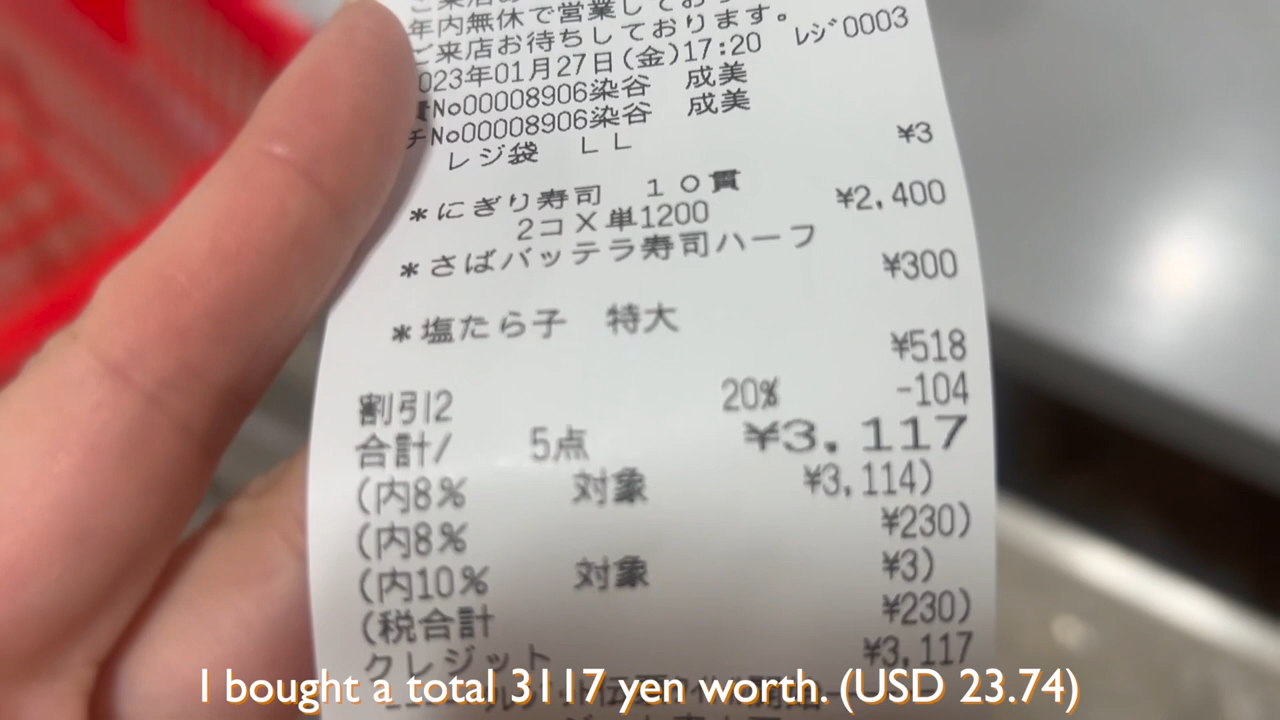 年内無休で営業しており
ご来店お待ちしております。
2023年01月27日(金)17:20 レジ0003
責No00008906染谷 成美
チNo00008906染谷 成美
レジ袋 LL ¥3
*にぎり寿司 10貫 ¥2,400
2コX単1200
*さばバッテラ寿司ハーフ ¥300
*塩たら子 特大 ¥518
割引2 20% -104
合計/ 5点 ¥3,117
(内8% 対象 ¥3,114)
(内8% ¥230)
(内10% 対象 ¥3)
(税合計 ¥230)
クレジット ¥3,117
I bought a total 3117 yen worth. (USD 23.74)